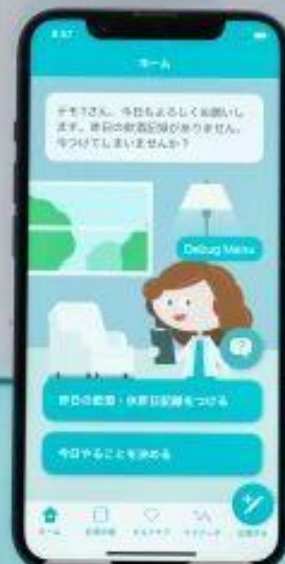 ホーム
デモ1さん、今日もよろしくお願いし
ます。昨日の飲酒記録がありません。
今つけてしまいませんか?
Debug Menu
昨日の飲酒・休肝日記録をつける
今日やることを決める
ホーム